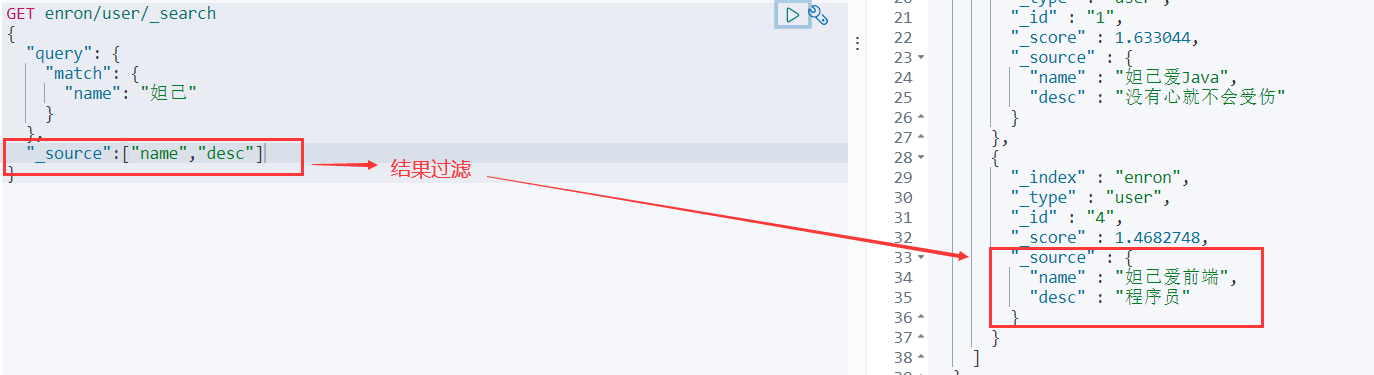 GET enron/user/_search
{
"query": {
"match": {
"name": "妲己"
}
},
"_source":["name","desc"]
}
结果过滤
21 "_id" : "1",
22 "_score" : 1.633044,
23 "_source" : {
24 "name" : "妲己爱Java",
25 "desc" : "没有心就不会受伤"
26 }
27 },
28 {
29 "_index" : "enron",
30 "_type" : "user",
31 "_id" : "4",
32 "_score" : 1.4682748,
33 "_source" : {
34 "name" : "妲己爱前端",
35 "desc" : "程序员"
36 }
37 }
38 ]